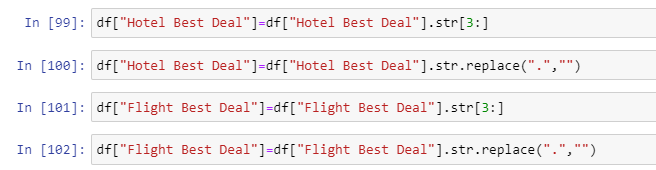 In [99]: df["Hotel Best Deal"]=df["Hotel Best Deal"].str[3:]
In [100]: df["Hotel Best Deal"]=df["Hotel Best Deal"].str.replace(".","")
In [101]: df["Flight Best Deal"]=df["Flight Best Deal"].str[3:]
In [102]: df["Flight Best Deal"]=df["Flight Best Deal"].str.replace(".","")